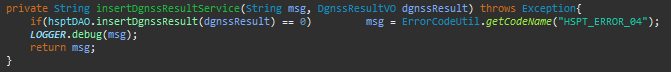 private String insertDgnssResultService(String msg, DgnssResultVO dgnssResult) throws Exception{
if(hsptDAO.insertDgnssResult(dgnssResult) == 0) msg = ErrorCodeUtil.getCodeName("HSPT_ERROR_04");
LOGGER.debug(msg);
return msg;
}